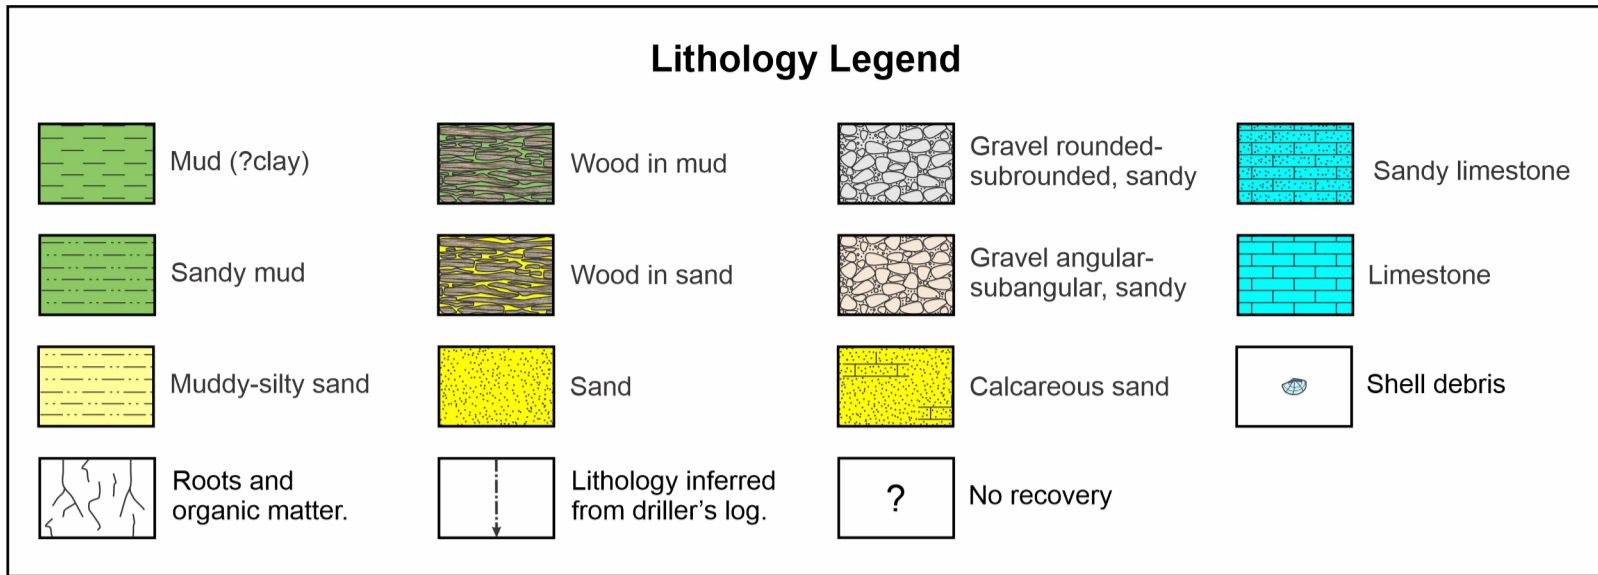 Lithology Legend
Mud (?clay)
Wood in mud
Gravel rounded-
subrounded, sandy
Sandy limestone
Sandy mud
Wood in sand
Gravel angular-
subangular, sandy
Limestone
Muddy-silty sand
Sand
Calcareous sand
Shell debris
Roots and
organic matter.
Lithology inferred
from driller's log.
?
No recovery